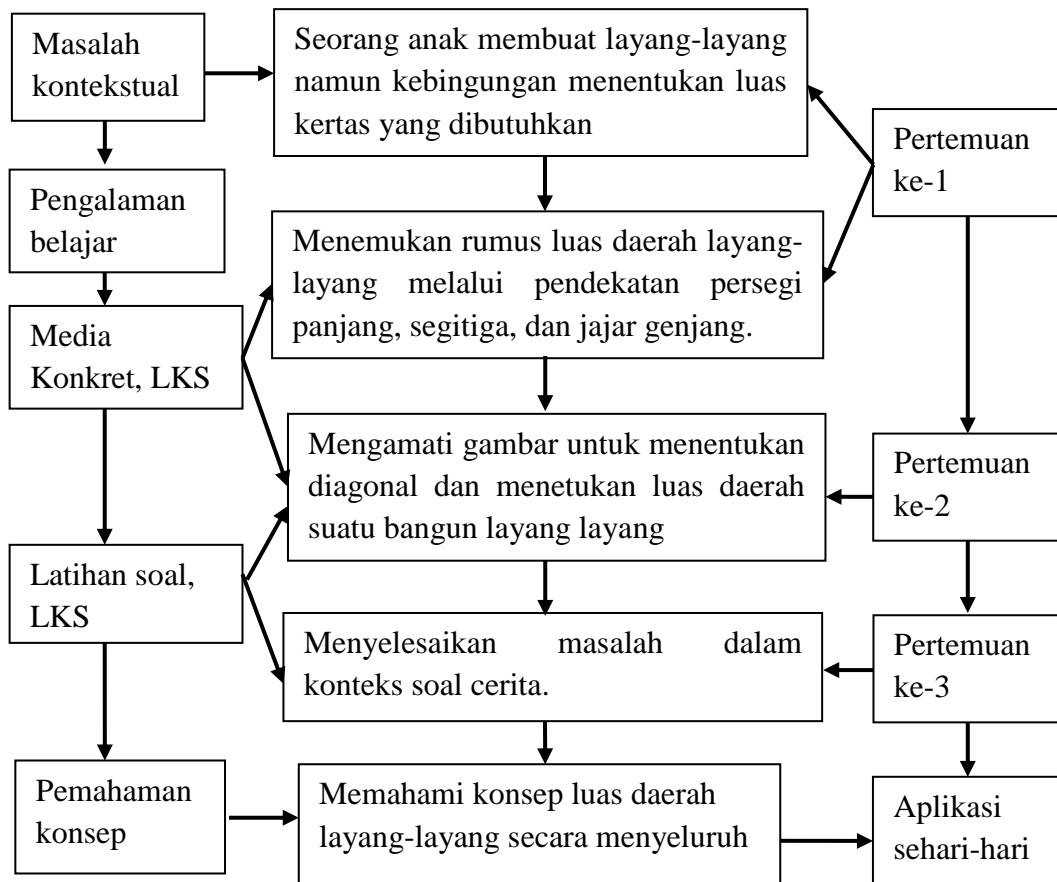 Masalah
kontekstual
Seorang anak membuat layang-layang
namun kebingungan menentukan luas
kertas yang dibutuhkan
Pertemuan
ke-1
Pengalaman
belajar
Menemukan rumus luas daerah layang-
layang melalui pendekatan persegi
panjang, segitiga, dan jajar genjang.
Media
Konkret, LKS
Mengamati gambar untuk menentukan
diagonal dan menetukan luas daerah
suatu bangun layang layang
Pertemuan
ke-2
Latihan soal,
LKS
Menyelesaikan masalah dalam
konteks soal cerita.
Pertemuan
ke-3
Pemahaman
konsep
Memahami konsep luas daerah
layang-layang secara menyeluruh
Aplikasi
sehari-hari